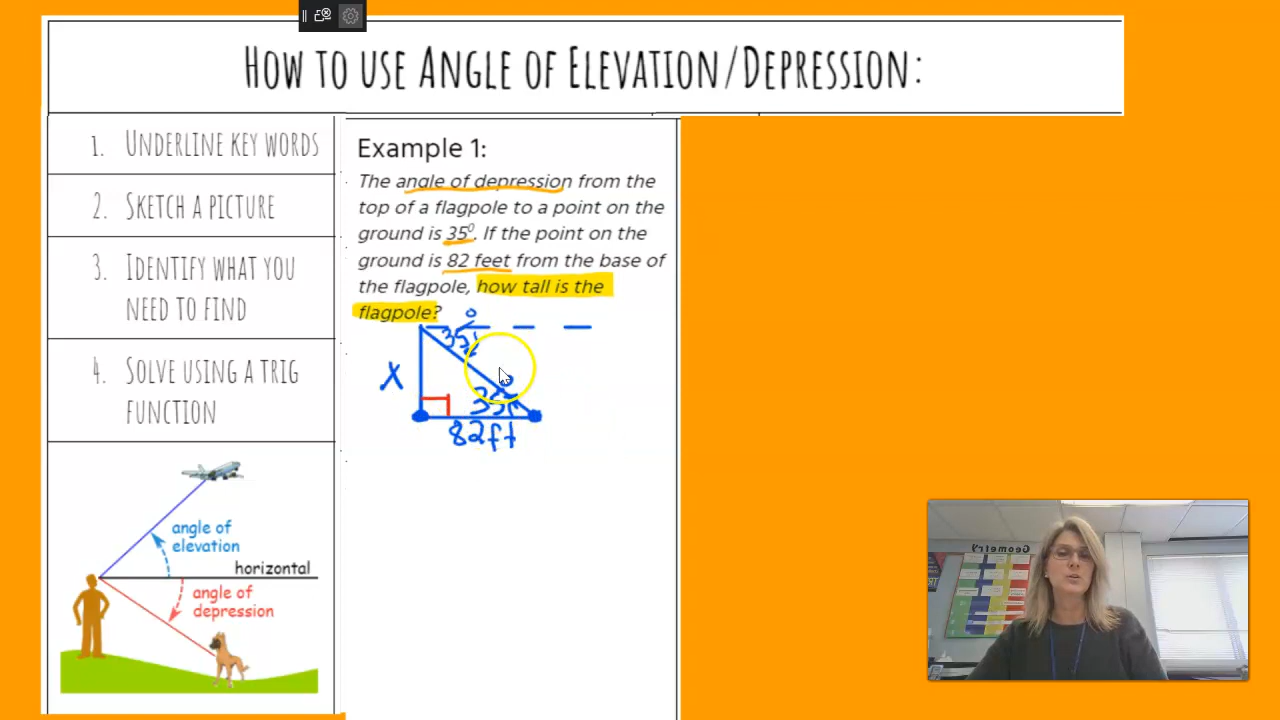 HOW TO USE ANGLE OF ELEVATION/DEPRESSION:
1. UNDERLINE KEY WORDS
2. SKETCH A PICTURE
3. IDENTIFY WHAT YOU
NEED TO FIND
4. SOLVE USING A TRIG
FUNCTION
angle of
elevation
horizontal
angle of
depression
Example 1:
The angle of depression from the
top of a flagpole to a point on the
ground is 35⁰. If the point on the
ground is 82 feet from the base of
the flagpole, how tall is the
flagpole?
35°
X
35°
82ft
Geometry